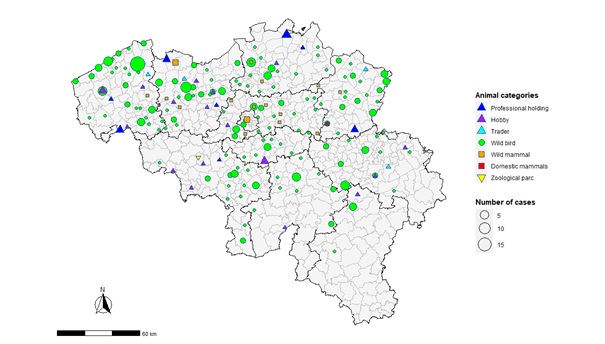 Animal categories
Professional holding
Hobby
Trader
Wild bird
Wild mammal
Domestic mammals
Zoological parc
Number of cases
5
10
15
N
60 km